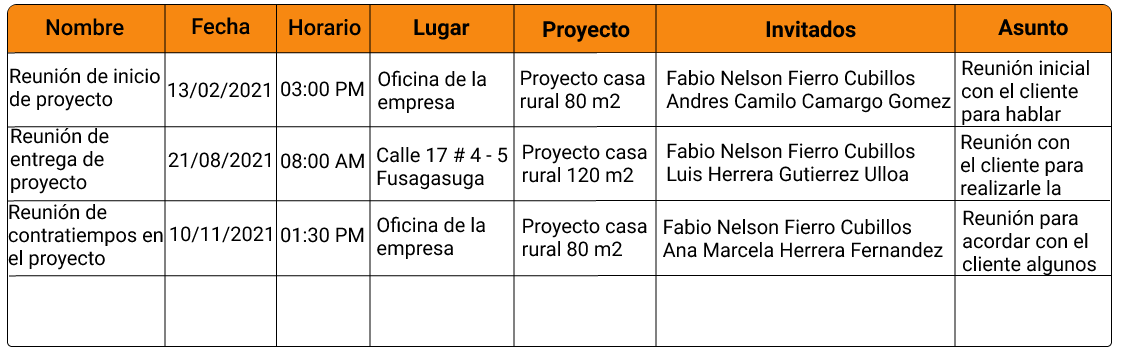 Nombre Fecha Horario Lugar Proyecto Invitados Asunto
Reunión de inicio
de proyecto
13/02/2021
03:00 PM
Oficina de la
empresa
Proyecto casa
rural 80 m2
Fabio Nelson Fierro Cubillos
Andres Camilo Camargo Gomez
Reunión inicial
con el cliente
para hablar
Reunión de
entrega de
proyecto
21/08/2021
08:00 AM
Calle 17 # 4 - 5
Fusagasuga
Proyecto casa
rural 120 m2
Fabio Nelson Fierro Cubillos
Luis Herrera Gutierrez Ulloa
Reunión con
el cliente para
realizarle la
Reunión de
contratiempos en
el proyecto
10/11/2021
01:30 PM
Oficina de la
empresa
Proyecto casa
rural 80 m2
Fabio Nelson Fierro Cubillos
Ana Marcela Herrera Fernandez
Reunión para
acordar con el
cliente algunos